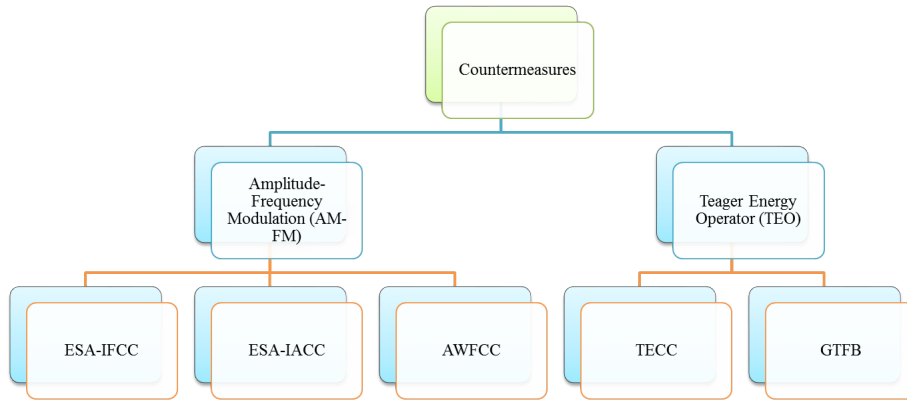 Countermeasures
Amplitude-
Frequency
Modulation (AM-
FM)
Teager Energy
Operator (TEO)
ESA-IFCC
ESA-IACC
AWFCC
TECC
GTFB